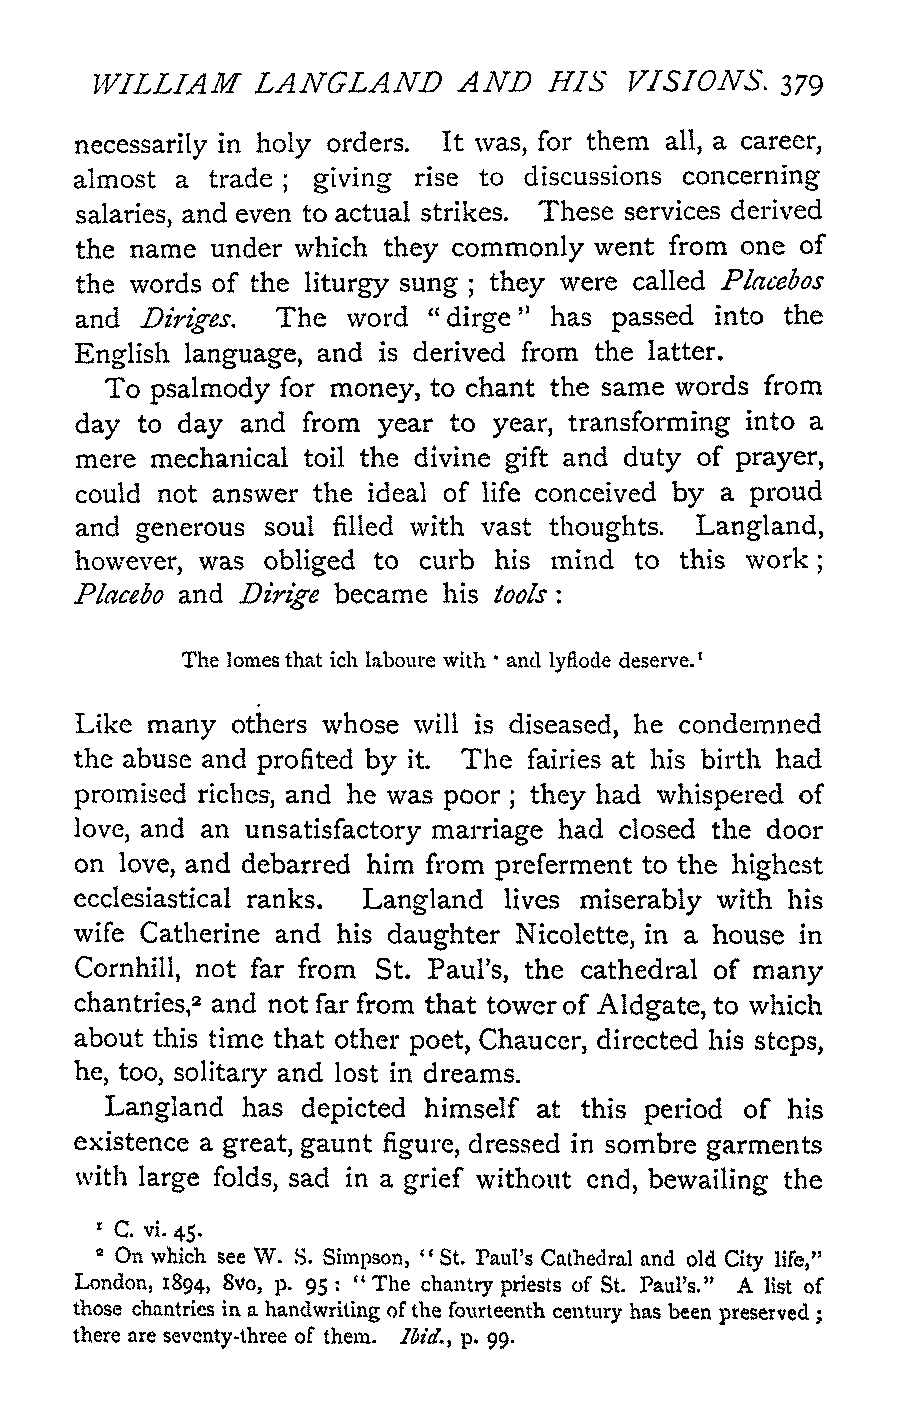 WILLIAM LANGLAND AND HIS VISIONS. 379
necessarily in holy orders. It was, for them all, a career,
almost a trade ; giving rise to discussions concerning
salaries, and even to actual strikes. These services derived
the name under which they commonly went from one of
the words of the liturgy sung ; they were called Placebos
and Diriges. The word “ dirge ” has passed into the
English language, and is derived from the latter.
To psalmody for money, to chant the same words from
day to day and from year to year, transforming into a
mere mechanical toil the divine gift and duty of prayer,
could not answer the ideal of life conceived by a proud
and generous soul filled with vast thoughts. Langland,
however, was obliged to curb his mind to this work ;
Placebo and Dirige became his tools :
The lomes that ich laboure with · and lyflode deserve.¹
Like many others whose will is diseased, he condemned
the abuse and profited by it. The fairies at his birth had
promised riches, and he was poor ; they had whispered of
love, and an unsatisfactory marriage had closed the door
on love, and debarred him from preferment to the highest
ecclesiastical ranks. Langland lives miserably with his
wife Catherine and his daughter Nicolette, in a house in
Cornhill, not far from St. Paul’s, the cathedral of many
chantries,² and not far from that tower of Aldgate, to which
about this time that other poet, Chaucer, directed his steps,
he, too, solitary and lost in dreams.
Langland has depicted himself at this period of his
existence a great, gaunt figure, dressed in sombre garments
with large folds, sad in a grief without end, bewailing the
¹ C. vi. 45.
² On which see W. S. Simpson, “ St. Paul’s Cathedral and old City life,”
London, 1894, 8vo, p. 95 : “ The chantry priests of St. Paul’s.” A list of
those chantries in a handwriting of the fourteenth century has been preserved ;
there are seventy-three of them. Ibid., p. 99.